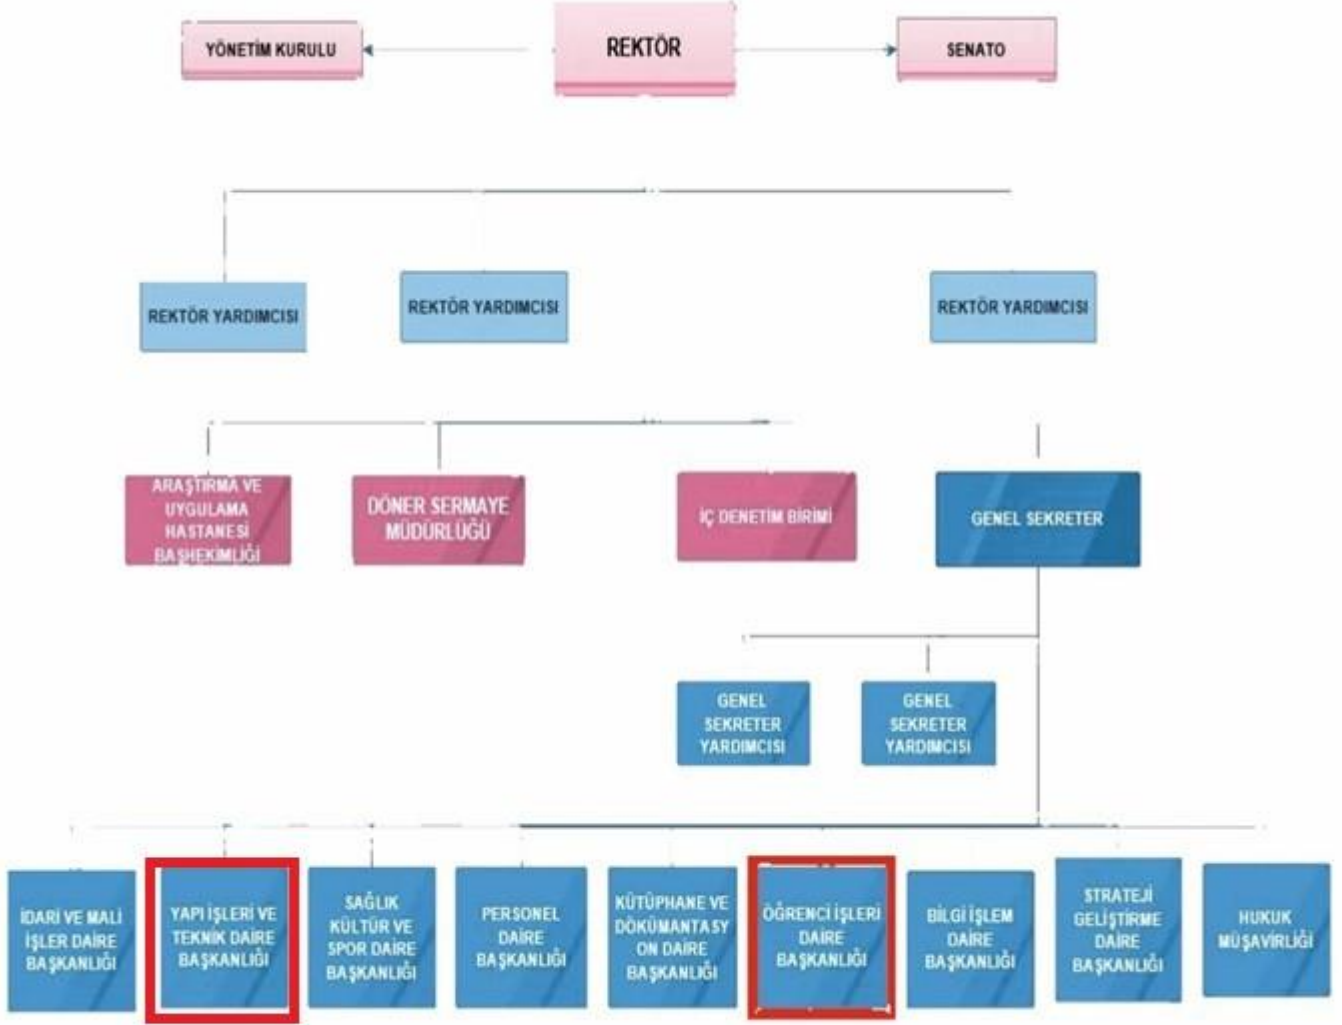 YÖNETİM KURULU
REKTÖR
SENATO
REKTÖR YARDIMCISI
REKTÖR YARDIMCISI
REKTÖR YARDIMCISI
ARAŞTIRMA VE
UYGULAMA
HASTANESİ
BAŞHEKİMLİĞİ
DÖNER SERMAYE
MÜDÜRLÜĞÜ
İÇ DENETİM BİRİMİ
GENEL SEKRETER
GENEL
SEKRETER
YARDIMCISI
GENEL
SEKRETER
YARDIMCISI
İDARİ VE MALİ
İŞLER DAİRE
BAŞKANLIĞI
YAPI İŞLERİ VE
TEKNİK DAİRE
BAŞKANLIĞI
SAĞLIK
KÜLTÜR VE
SPOR DAİRE
BAŞKANLIĞI
PERSONEL
DAİRE
BAŞKANLIĞI
KÜTÜPHANE VE
DÖKÜMANTASY
ON DAİRE
BAŞKANLIĞI
ÖĞRENCİ İŞLERİ
DAİRE
BAŞKANLIĞI
BİLGİ İŞLEM
DAİRE
BAŞKANLIĞI
STRATEJİ
GELİŞTİRME
DAİRE
BAŞKANLIĞI
HUKUK
MÜŞAVİRLİĞİ